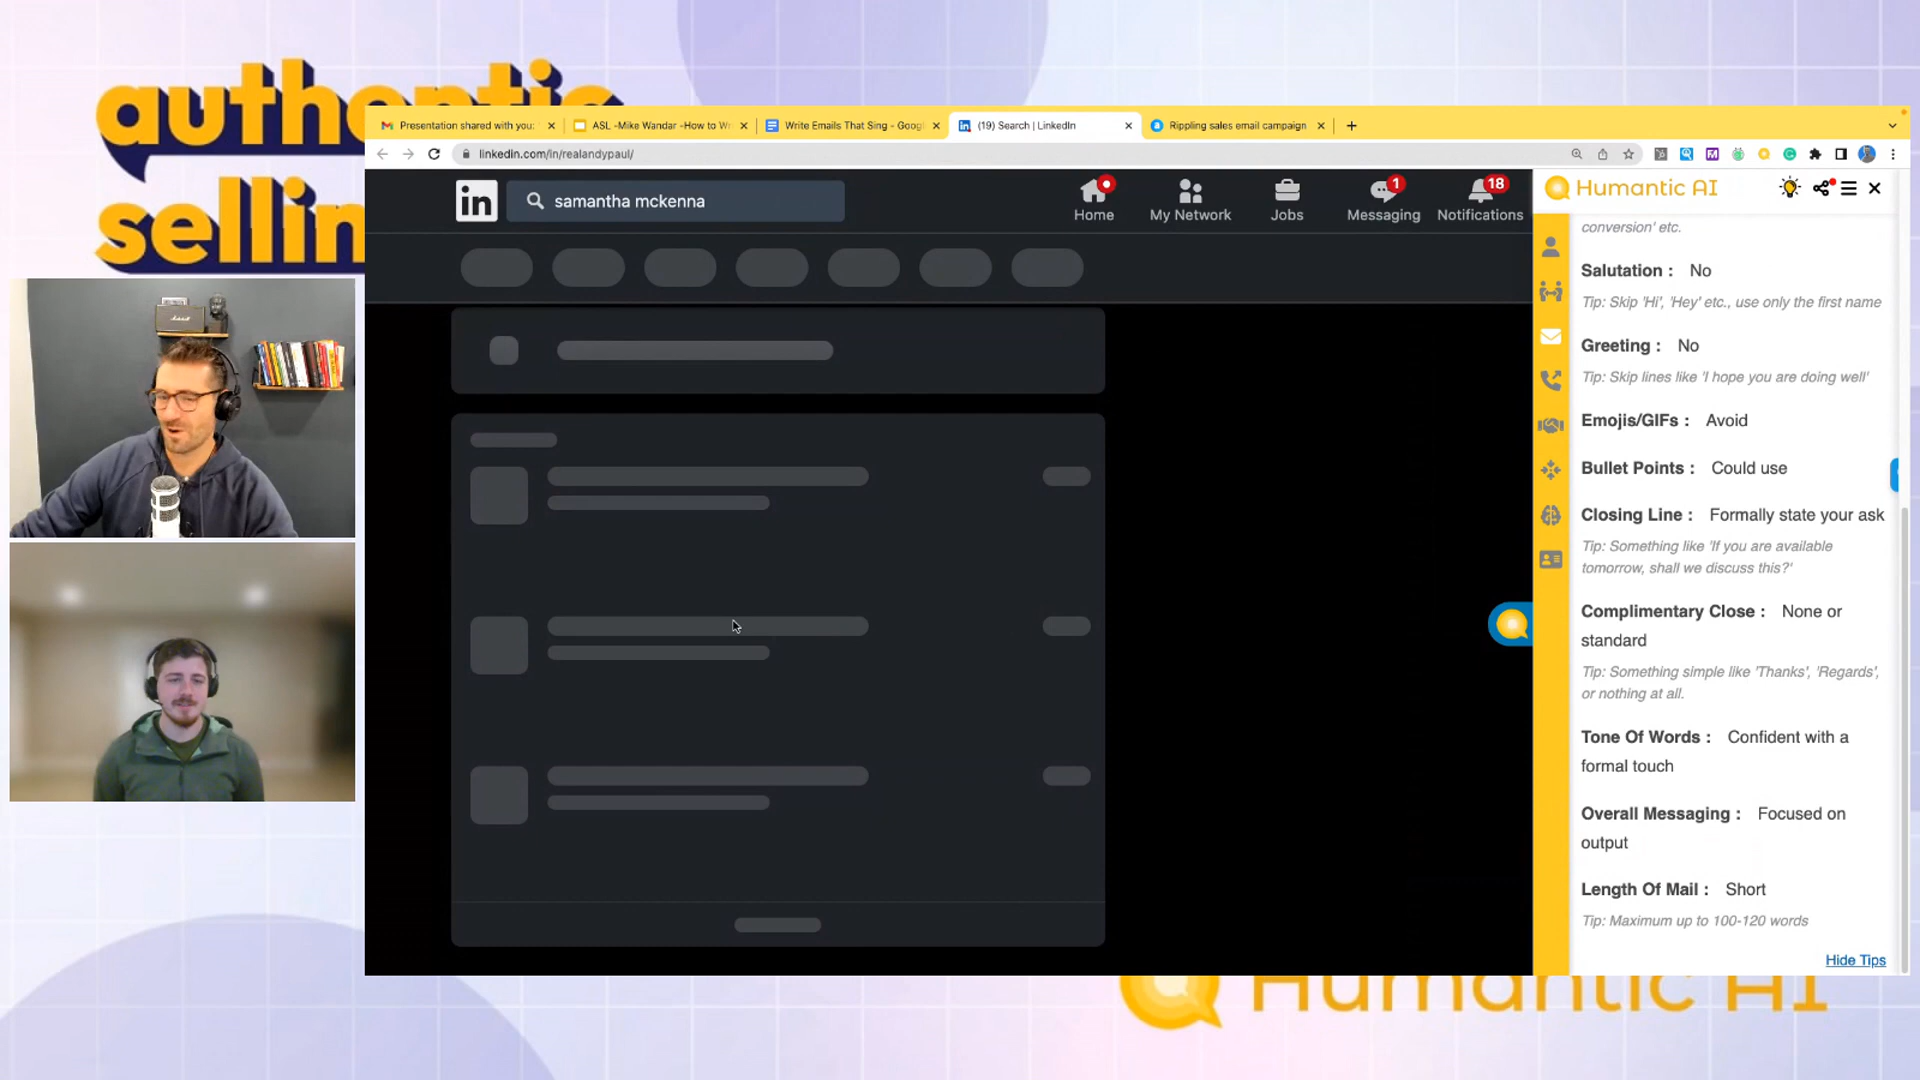 authentic
selling
Presentation shared with you:
ASL -Mike Wandar -How to Wr
Write Emails That Sing - Googl
(19) Search | LinkedIn
Rippling sales email campaign
linkedin.com/in/realandypaul/
in
samantha mckenna
Home
My Network
Jobs
1
Messaging
18
Notifications
Humantic AI
conversion' etc.
Salutation : No
Tip: Skip 'Hi', 'Hey' etc., use only the first name
Greeting : No
Tip: Skip lines like 'I hope you are doing well'
Emojis/GIFs : Avoid
Bullet Points : Could use
Closing Line : Formally state your ask
Tip: Something like 'If you are available
tomorrow, shall we discuss this?'
Complimentary Close : None or
standard
Tip: Something simple like 'Thanks', 'Regards',
or nothing at all.
Tone Of Words : Confident with a
formal touch
Overall Messaging : Focused on
output
Length Of Mail : Short
Tip: Maximum up to 100-120 words
Hide Tips
Humantic AI